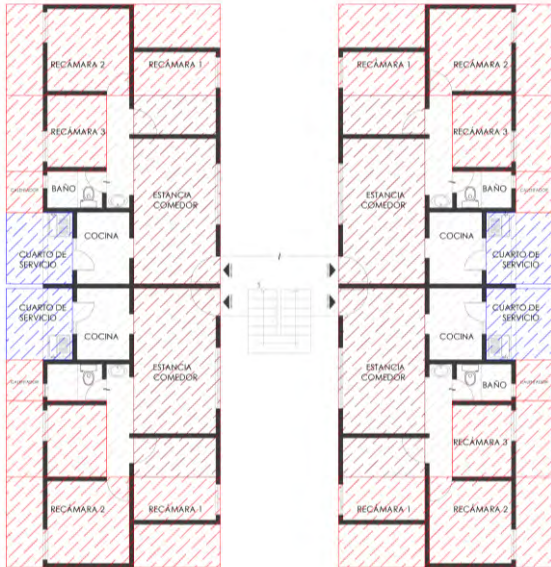 RECÁMARA 2
RECÁMARA 1
RECÁMARA 1
RECÁMARA 2
RECÁMARA 3
RECÁMARA 3
BAÑO
BAÑO
ESTANCIA
COMEDOR
ESTANCIA
COMEDOR
COCINA
COCINA
CUARTO DE
SERVICIO
CUARTO DE
SERVICIO
CUARTO DE
SERVICIO
CUARTO DE
SERVICIO
COCINA
COCINA
ESTANCIA
COMEDOR
ESTANCIA
COMEDOR
BAÑO
RECÁMARA 3
RECÁMARA 2
RECÁMARA 1
RECÁMARA 1
RECÁMARA 2